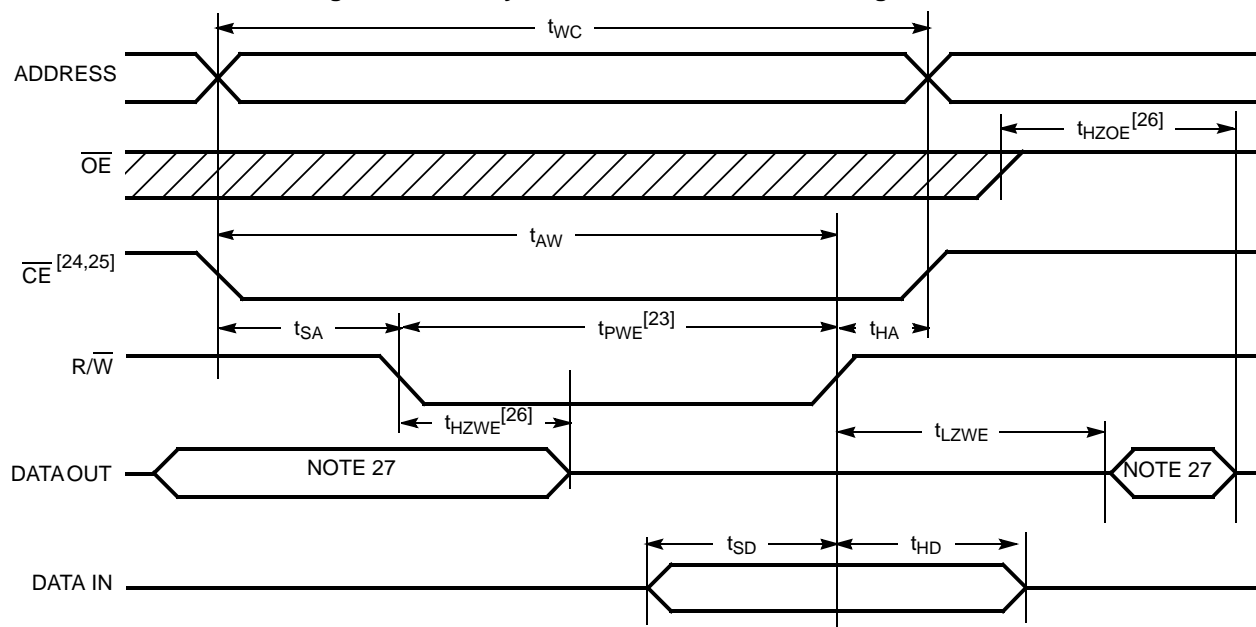 tWC
ADDRESS
tHZOE[26]
OE
tAW
CE [24,25]
tSA
tPWE[23]
tHA
R/W
tHZWE[26]
tLZWE
DATA OUT
NOTE 27
NOTE 27
tSD
tHD
DATA IN